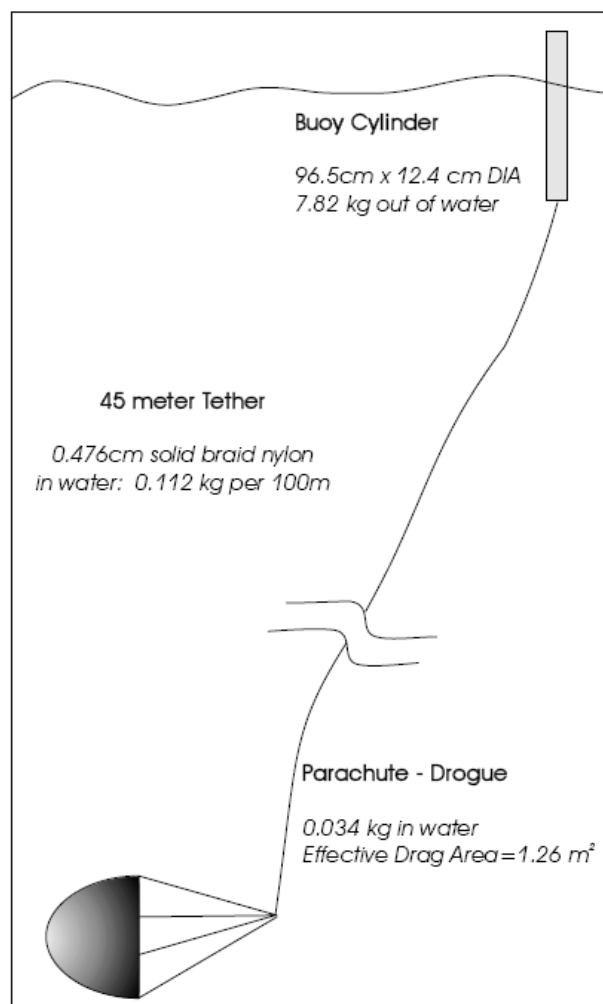 Buoy Cylinder
96.5cm x 12.4 cm DIA
7.82 kg out of water
45 meter Tether
0.476cm solid braid nylon
in water: 0.112 kg per 100m
Parachute - Drogue
0.034 kg in water
Effective Drag Area=1.26 m²